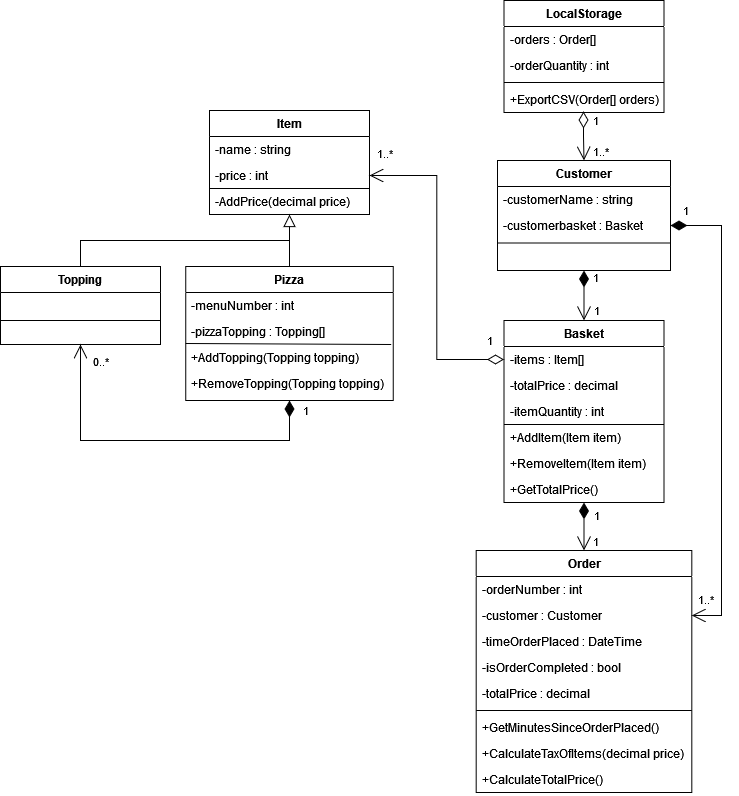 LocalStorage
-orders : Order[]
-orderQuantity : int
+ExportCSV(Order[] orders)
1
1..*
Item
-name : string
-price : int
-AddPrice(decimal price)
1..*
Customer
-customerName : string
-customerbasket : Basket
1
1
1
Topping
Pizza
-menuNumber : int
-pizzaTopping : Topping[]
+AddTopping(Topping topping)
+RemoveTopping(Topping topping)
0..*
1
1
Basket
-items : Item[]
-totalPrice : decimal
-itemQuantity : int
+AddItem(Item item)
+RemoveItem(Item item)
+GetTotalPrice()
1
1
1..*
Order
-orderNumber : int
-customer : Customer
-timeOrderPlaced : DateTime
-isOrderCompleted : bool
-totalPrice : decimal
+GetMinutesSinceOrderPlaced()
+CalculateTaxOfItems(decimal price)
+CalculateTotalPrice()